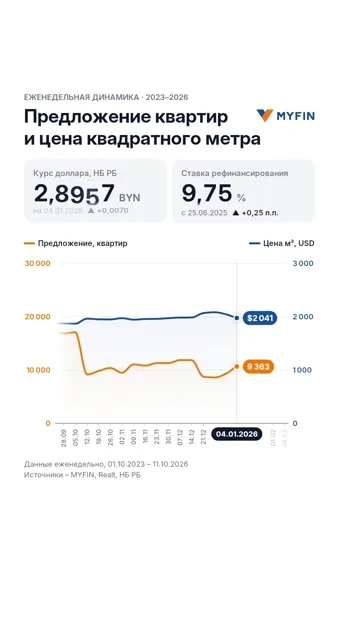 ЕЖЕНЕДЕЛЬНАЯ ДИНАМИКА · 2023–2026
Предложение квартир
и цена квадратного метра
MYFIN
Курс доллара, НБ РБ
2,8957 BYN
на 04.01.2026 ▲ +0,0070
Ставка рефинансирования
9,75 %
с 25.06.2025 ▲ +0,25 п.п.
Предложение, квартир
Цена м², USD
30 000
3 000
20 000
$2 041
2 000
10 000
9 363
1 000
0
0
28.09
05.10
12.10
19.10
26.10
02.11
09.11
16.11
23.11
30.11
07.12
14.12
21.12
04.01.2026
01.02
Данные еженедельно, 01.10.2023 – 11.10.2026
Источники – MYFIN, Realt, НБ РБ